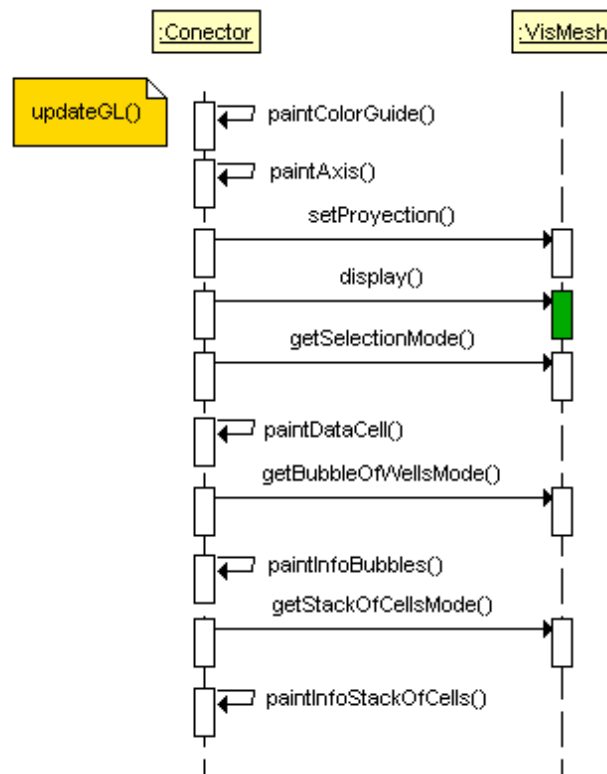 :Conector
:VisMesh
updateGL()
paintColorGuide()
paintAxis()
setProyection()
display()
getSelectionMode()
paintDataCell()
getBubbleOfWellsMode()
paintInfoBubbles()
getStackOfCellsMode()
paintInfoStackOfCells()